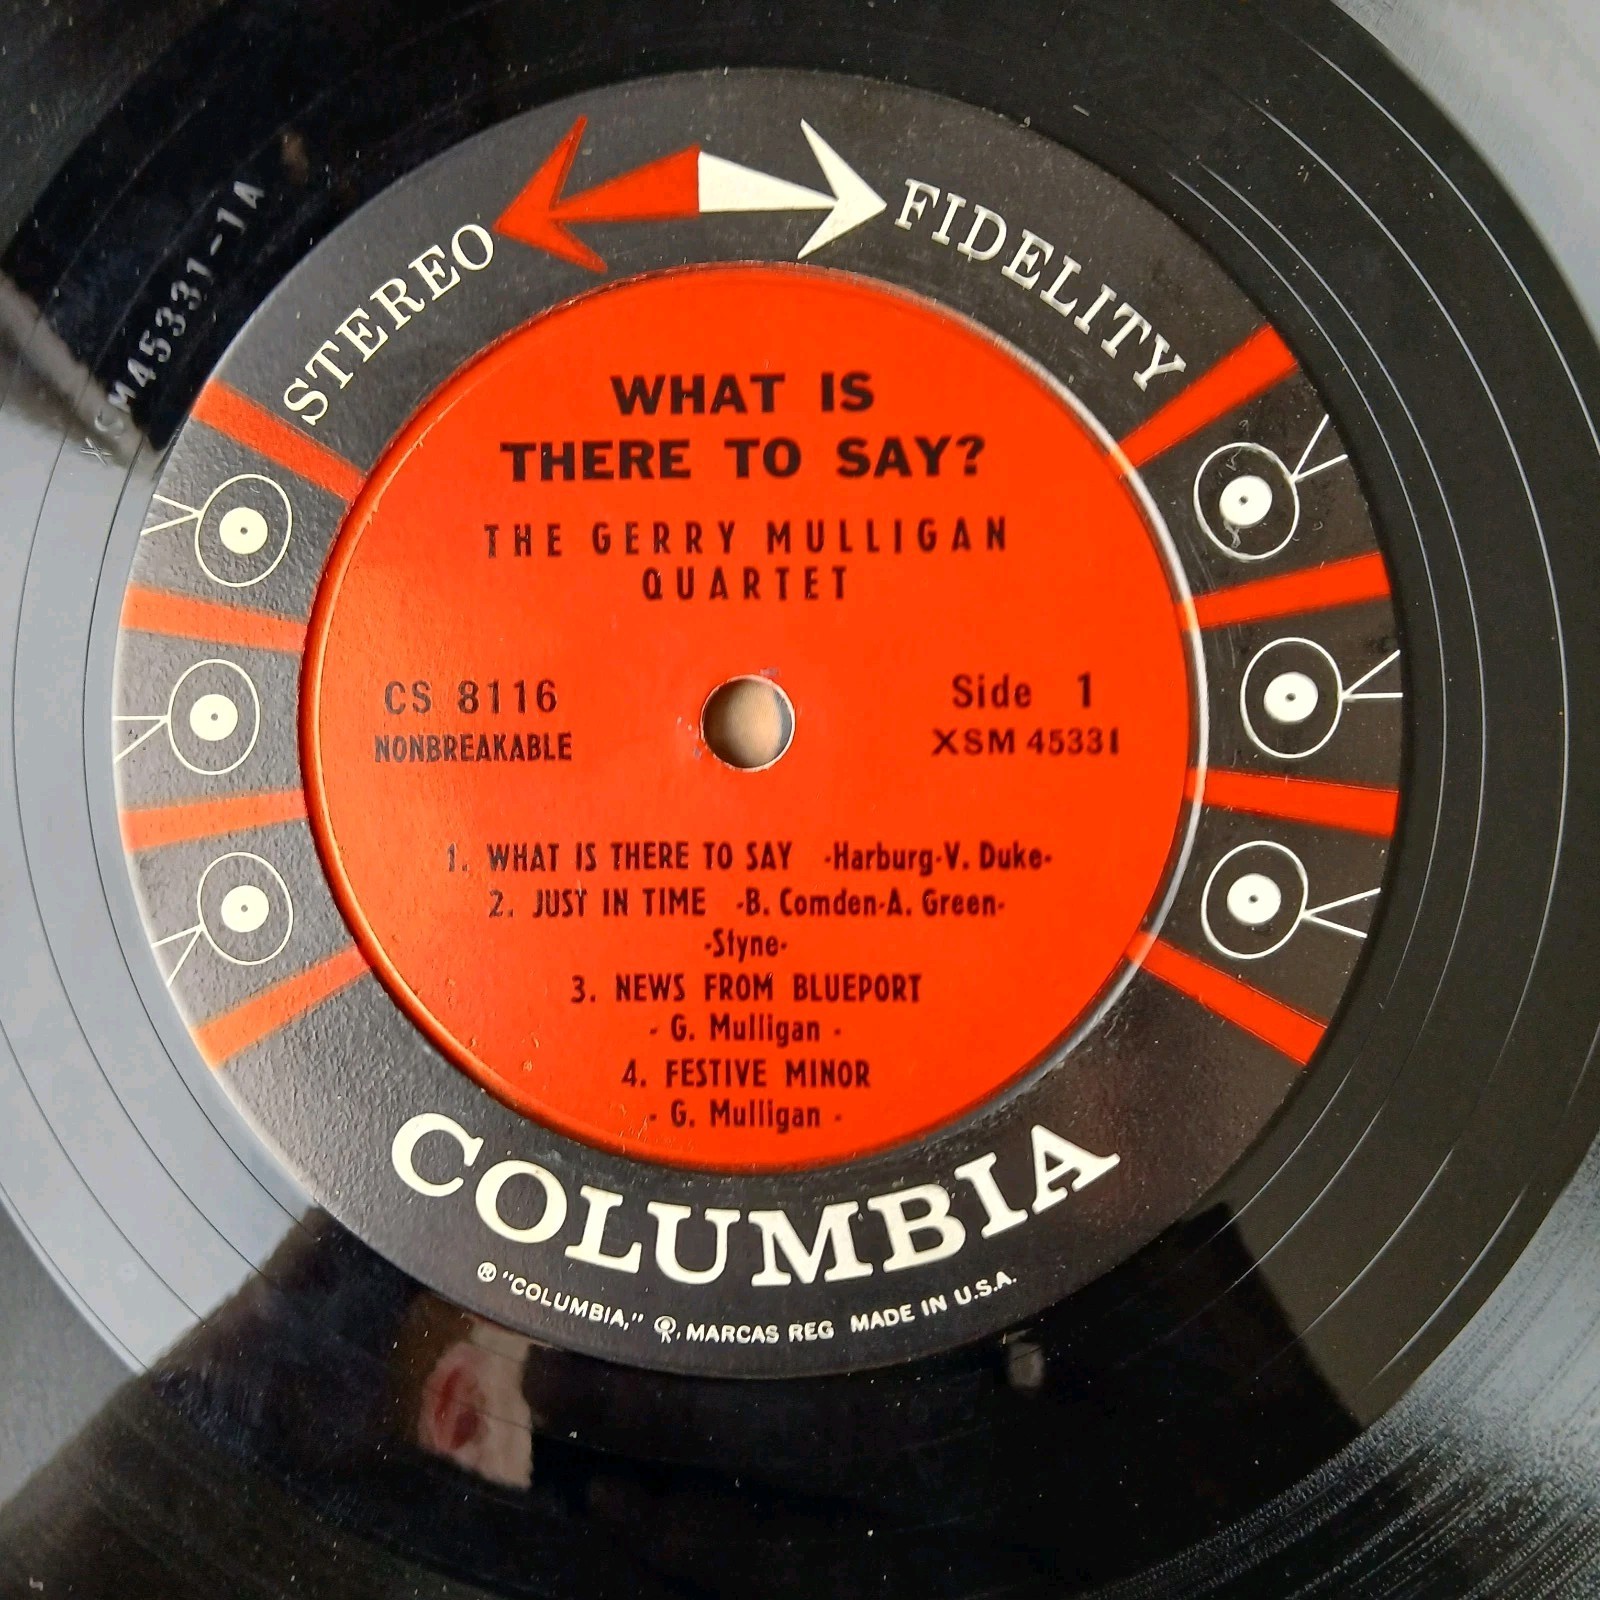 XSM45331-1A
STEREO FIDELITY
WHAT IS
THERE TO SAY?
THE GERRY MULLIGAN
QUARTET
CS 8116
NONBREAKABLE
Side 1
XSM 45331
1. WHAT IS THERE TO SAY -Harburg-V. Duke-
2. JUST IN TIME -B. Comden-A. Green-
-Styne-
3. NEWS FROM BLUEPORT
- G. Mulligan -
4. FESTIVE MINOR
- G. Mulligan -
COLUMBIA
® "COLUMBIA," ®, MARCAS REG MADE IN U.S.A.